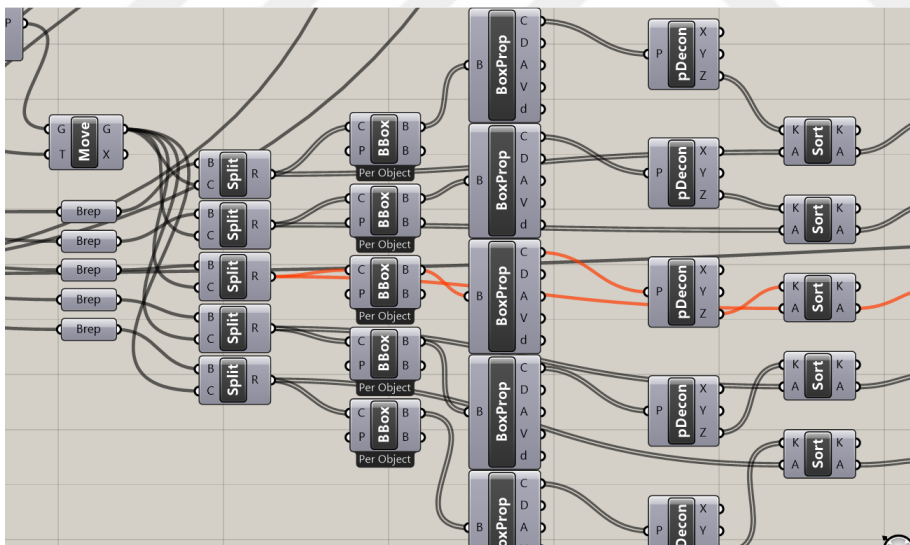 P
Move
G G
T X
Brep
Brep
Brep
Brep
Brep
Split
B R
C
Split
B R
C
Split
B R
C
Split
B R
C
Split
B R
C
BBox
C B
P B
Per Object
BBox
C B
P B
Per Object
BBox
C B
P B
Per Object
BBox
C B
P B
Per Object
BBox
C B
P B
Per Object
BoxProp
B
C
D
A
V
d
BoxProp
B
C
D
A
V
d
BoxProp
B
C
D
A
V
d
BoxProp
B
C
D
A
V
d
BoxProp
B
C
D
A
pDecon
P
X
Y
Z
pDecon
P
X
Y
Z
pDecon
P
X
Y
Z
pDecon
P
X
Y
Z
Decon
P
X
Y
Sort
K K
A A
Sort
K K
A A
Sort
K K
A A
Sort
K K
A A
Sort
K K
A A